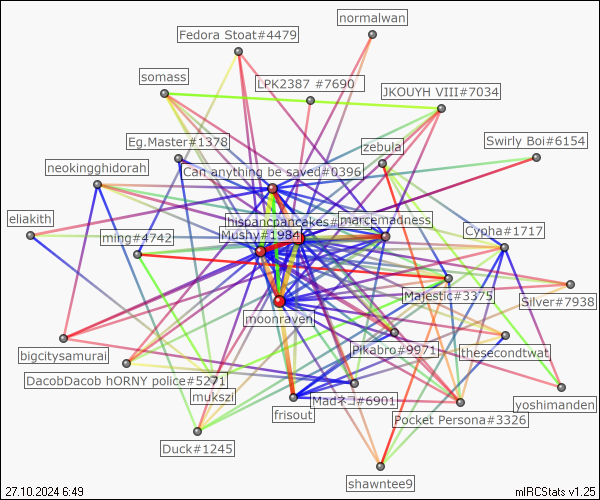 normalwan
Fedora Stoat#4479
somass
LPK2387 #7690
JKOUYH VIII#7034
Eg.Master#1378
zebula
Swirly Boi#6154
neokingghidorah
Can anything be saved#0396
eliakith
hispancpancakes#
marcemadness
ming#4742
Mushy#1984
Cypha#1717
Majestic#3375
Silver#7938
moonraven
bigcitysamurai
Pikabro#9971
thesecondtwat
DacobDacob hORNY police#5271
mukszi
Madネコ#6901
yoshimanden
frisout
Pocket Persona#3326
Duck#1245
shawntee9
27.10.2024 6:49
mIRCStats v1.25